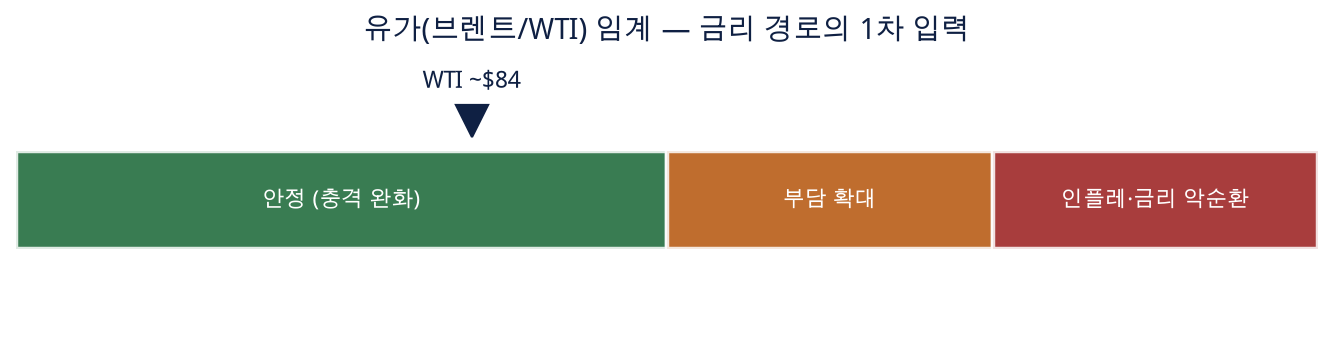 유가(브렌트/WTI) 임계 — 금리 경로의 1차 입력
WTI ~$84
안정 (충격 완화)
부담 확대
인플레·금리 악순환